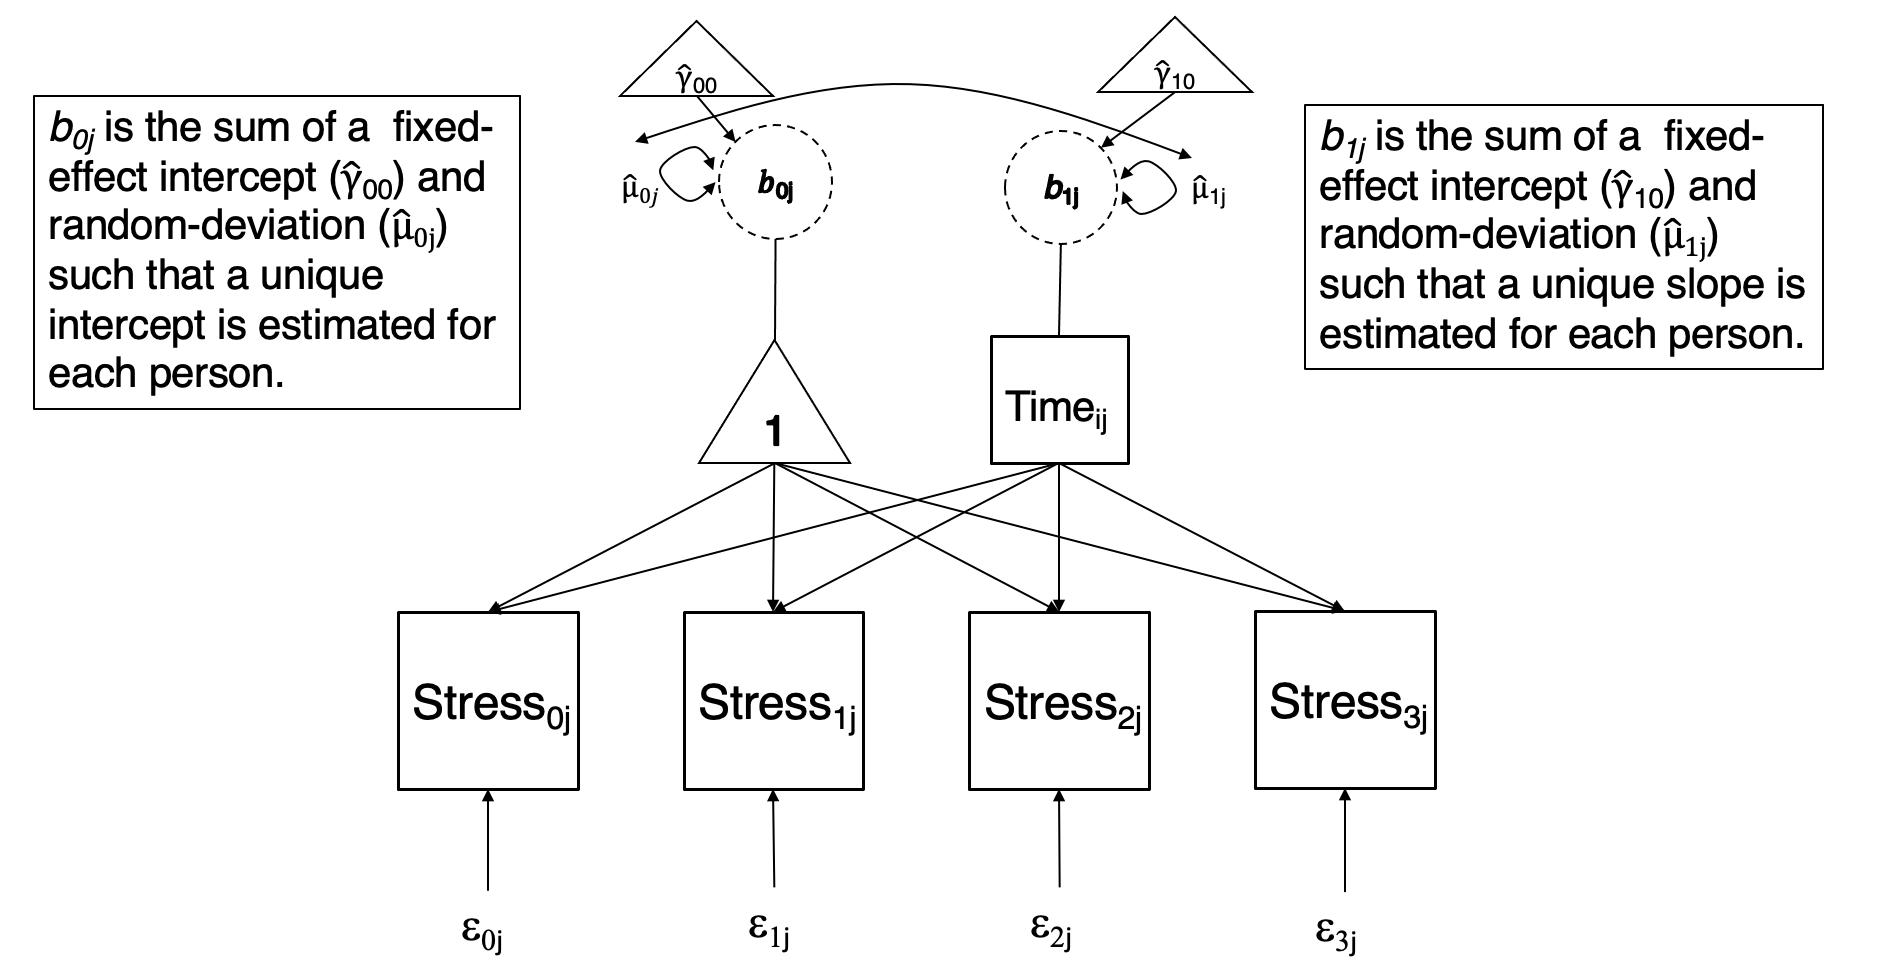 γ̂00
γ̂10
b0j is the sum of a fixed-
effect intercept (γ̂00) and
random-deviation (μ̂0j)
such that a unique
intercept is estimated for
each person.
μ̂0j
b0j
b1j
μ̂1j
b1j is the sum of a fixed-
effect intercept (γ̂10) and
random-deviation (μ̂1j)
such that a unique slope is
estimated for each person.
1
Timeij
Stress0j
Stress1j
Stress2j
Stress3j
ε0j
ε1j
ε2j
ε3j